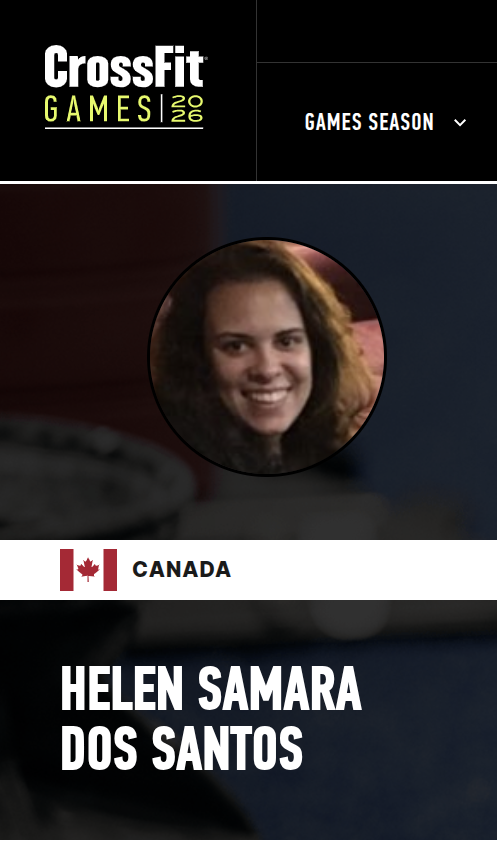 CrossFit
GAMES 2026
GAMES SEASON
CANADA
HELEN SAMARA
DOS SANTOS